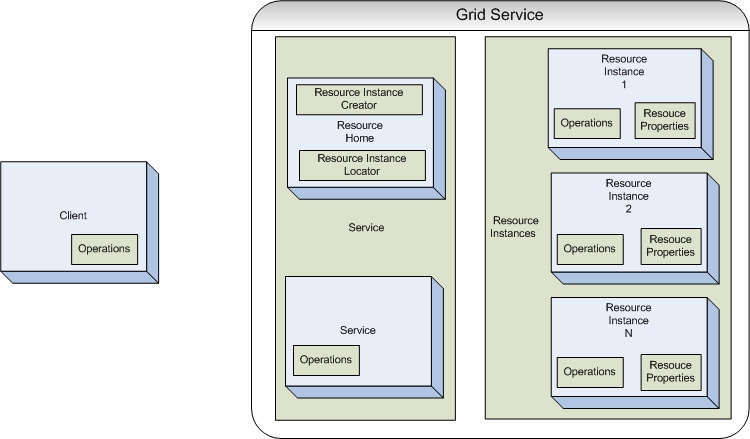 Grid Service
Client
Operations
Resource Instance
Creator
Resource
Home
Resource Instance
Locator
Service
Service
Operations
Resource
Instances
Resource
Instance
1
Operations
Resouce
Properties
Resource
Instance
2
Operations
Resouce
Properties
Resource
Instance
N
Operations
Resouce
Properties